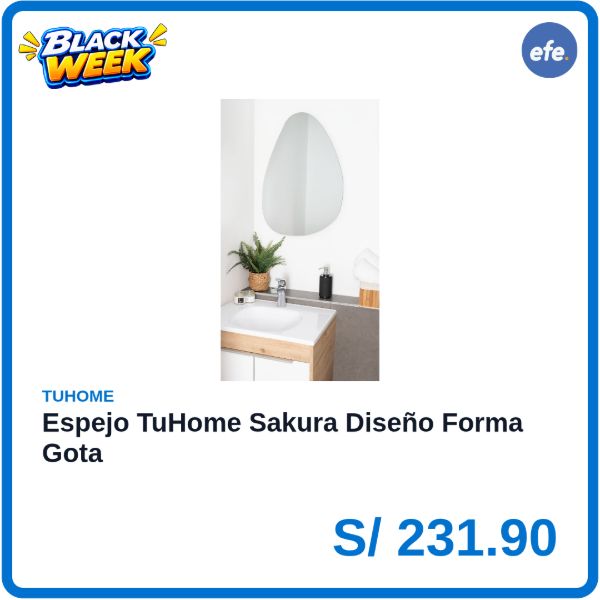 BLACK
WEEK
efe.
TUHOME
Espejo TuHome Sakura Diseño Forma
Gota
S/ 231.90